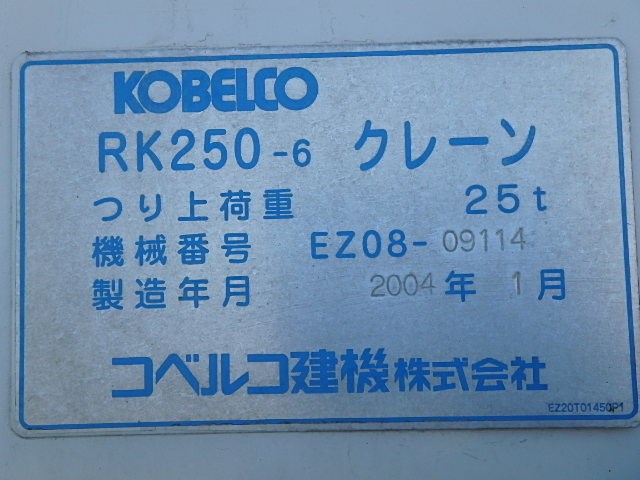 KOBELCO
RK250-6 クレーン
つり上荷重 25t
機械番号 EZ08-09114
製造年月 2004年 1月
コベルコ建機株式会社
EZ20T01450P1